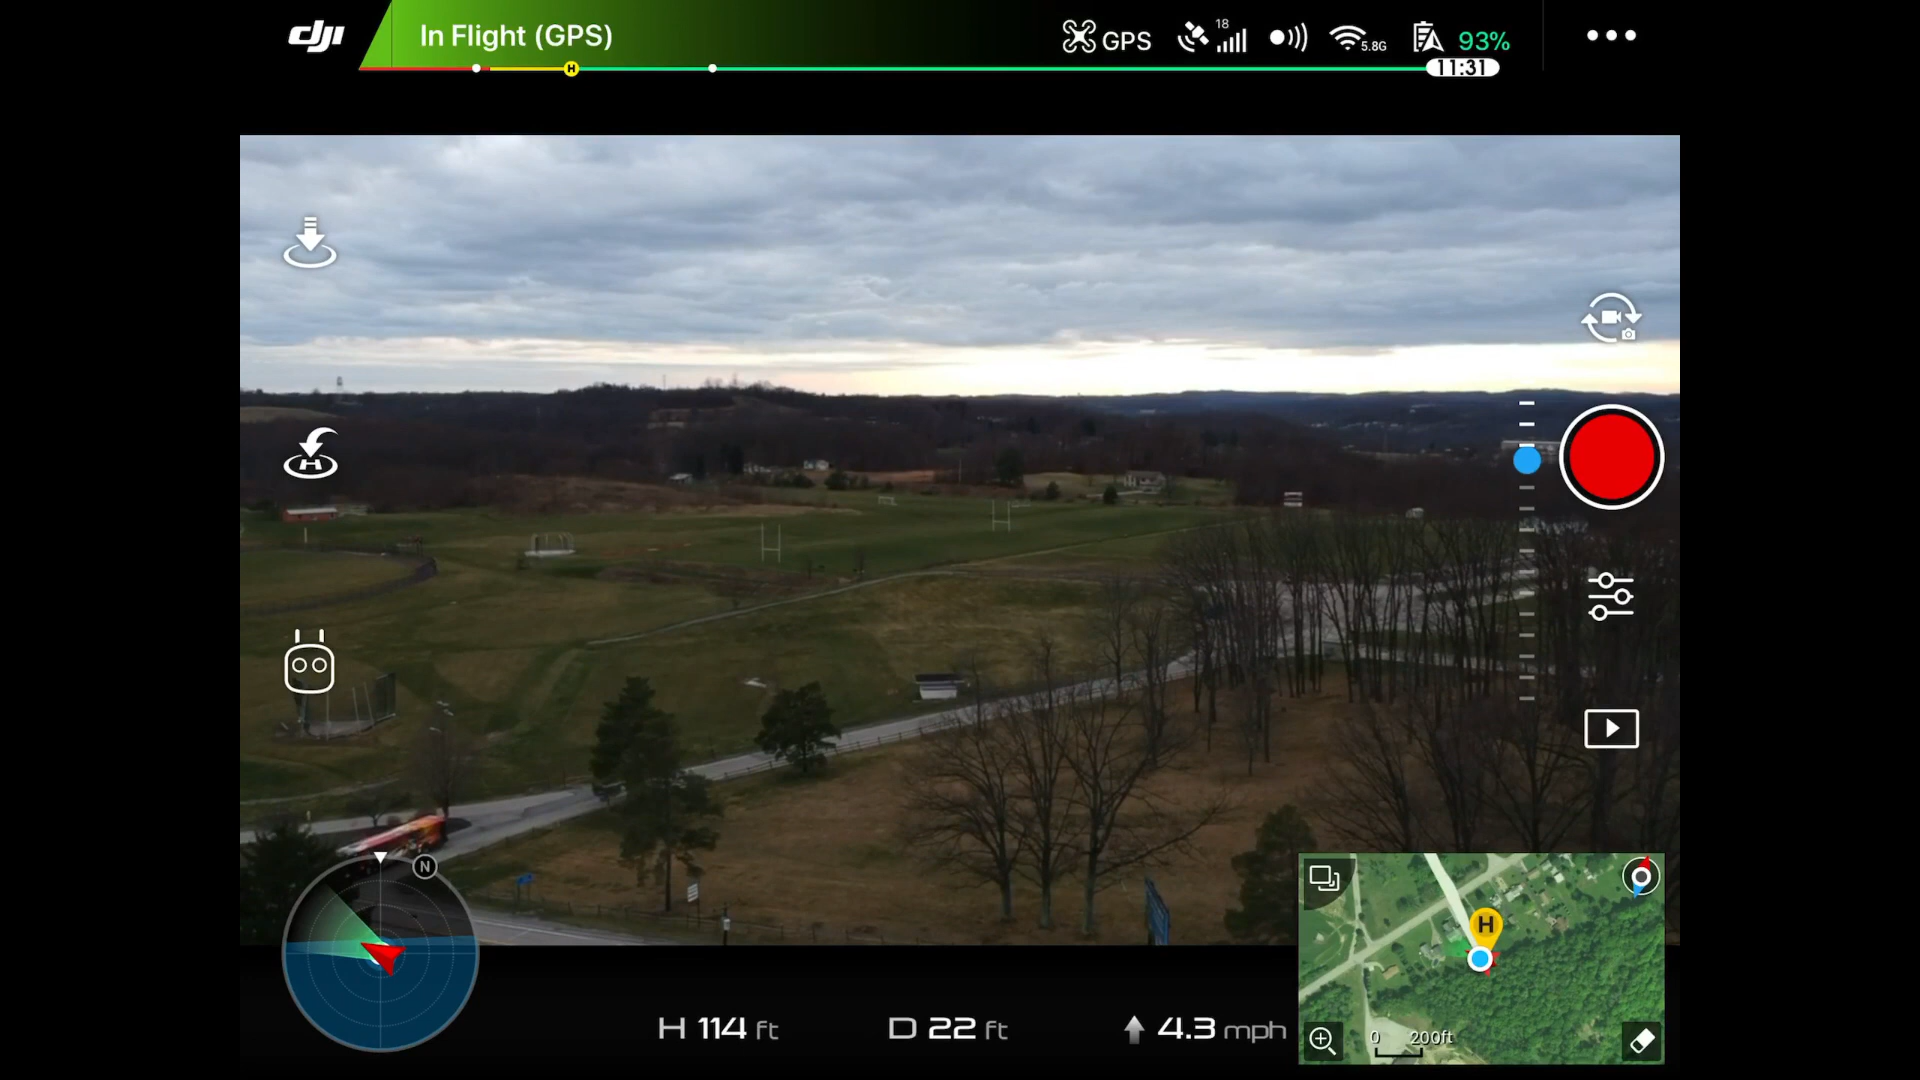 dji
In Flight (GPS)
GPS
18
5.8G
93%
H
11:31
H
N
H
H 114 ft
D 22 ft
4.3 mph
0 200ft